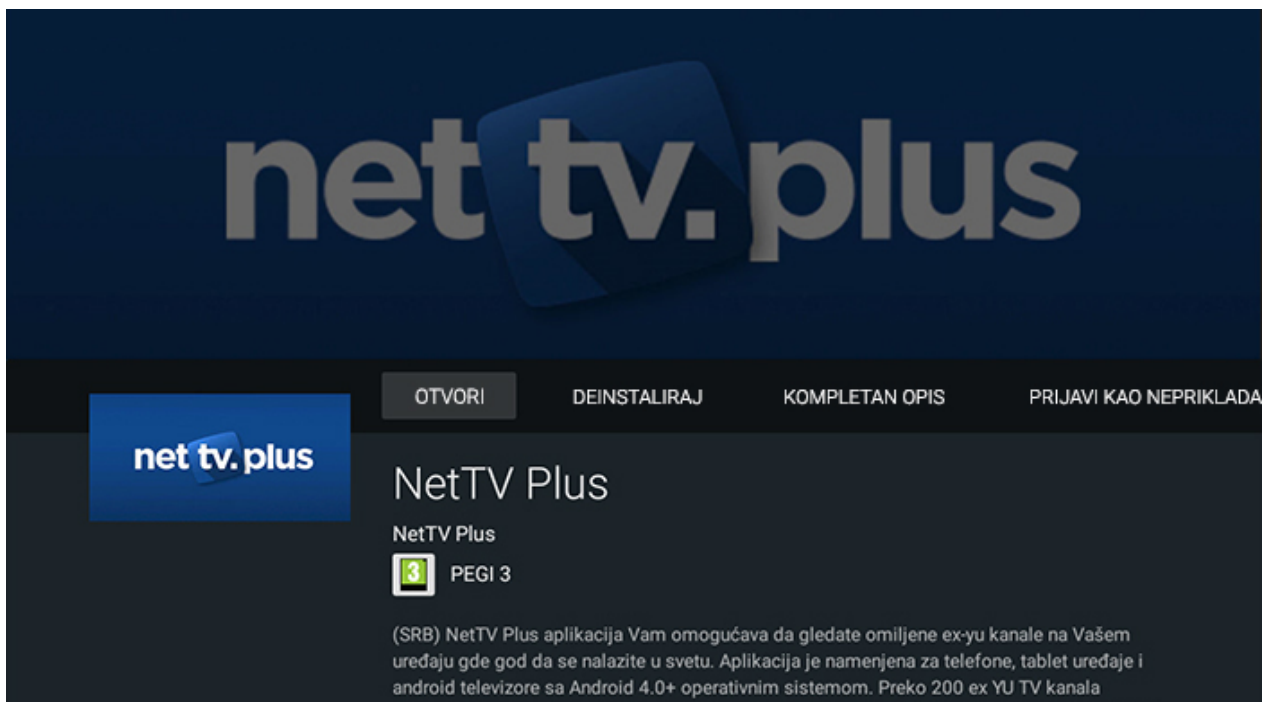 net tv. plus
OTVORI DEINSTALIRAJ KOMPLETAN OPIS PRIJAVI KAO NEPRIKLADA
net tv. plus
NetTV Plus
NetTV Plus
3 PEGI 3
(SRB) NetTV Plus aplikacija Vam omogućava da gledate omiljene ex-yu kanale na Vašem
uređaju gde god da se nalazite u svetu. Aplikacija je namenjena za telefone, tablet uređaje i
android televizore sa Android 4.0+ operativnim sistemom. Preko 200 ex YU TV kanala